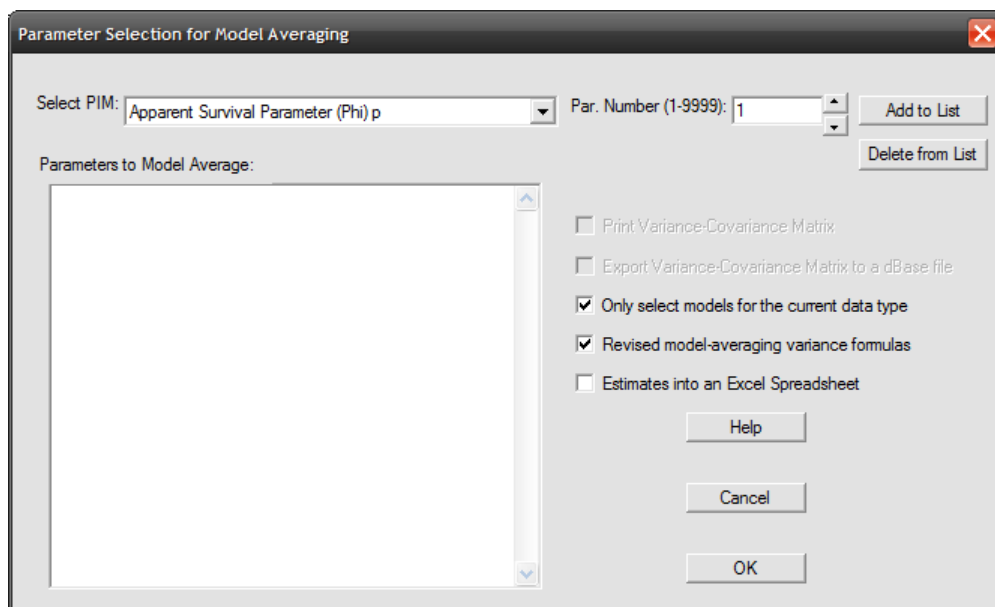 Parameter Selection for Model Averaging
Select PIM: Apparent Survival Parameter (Phi) p Par. Number (1-9999): 1 Add to List
Delete from List
Parameters to Model Average:
Print Variance-Covariance Matrix
Export Variance-Covariance Matrix to a dBase file
Only select models for the current data type
Revised model-averaging variance formulas
Estimates into an Excel Spreadsheet
Help
Cancel
OK